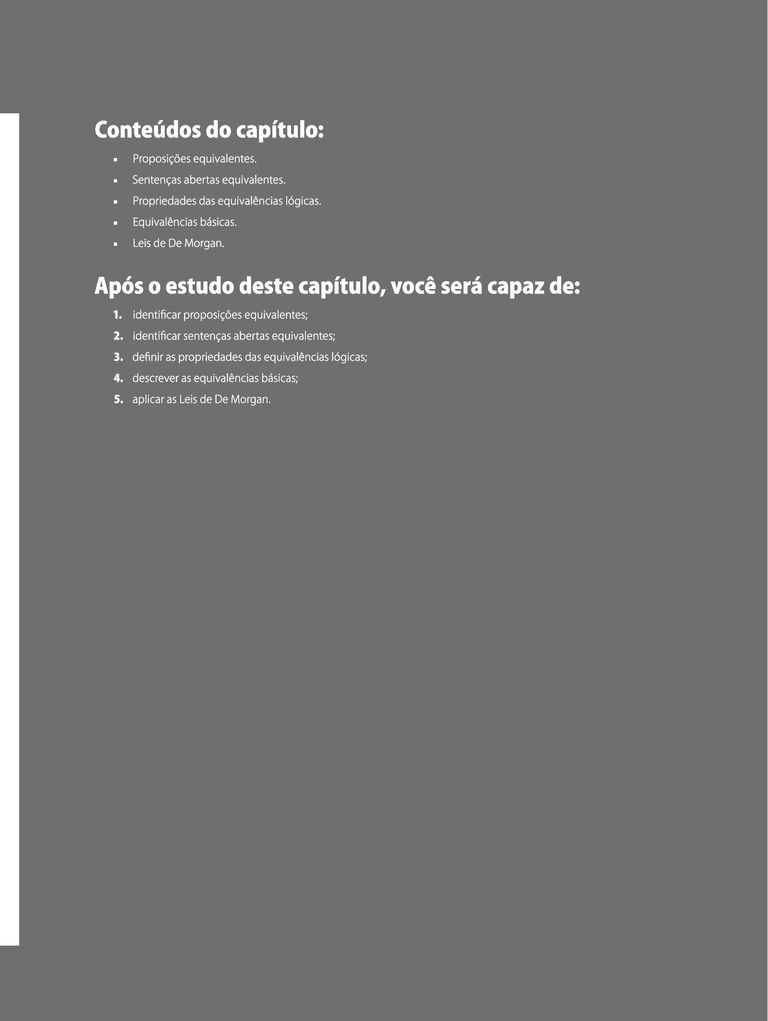 Conteúdos do capítulo:
▪ Proposições equivalentes.
▪ Sentenças abertas equivalentes.
▪ Propriedades das equivalências lógicas.
▪ Equivalências básicas.
▪ Leis de De Morgan.
Após o estudo deste capítulo, você será capaz de:
1. identificar proposições equivalentes;
2. identificar sentenças abertas equivalentes;
3. definir as propriedades das equivalências lógicas;
4. descrever as equivalências básicas;
5. aplicar as Leis de De Morgan.